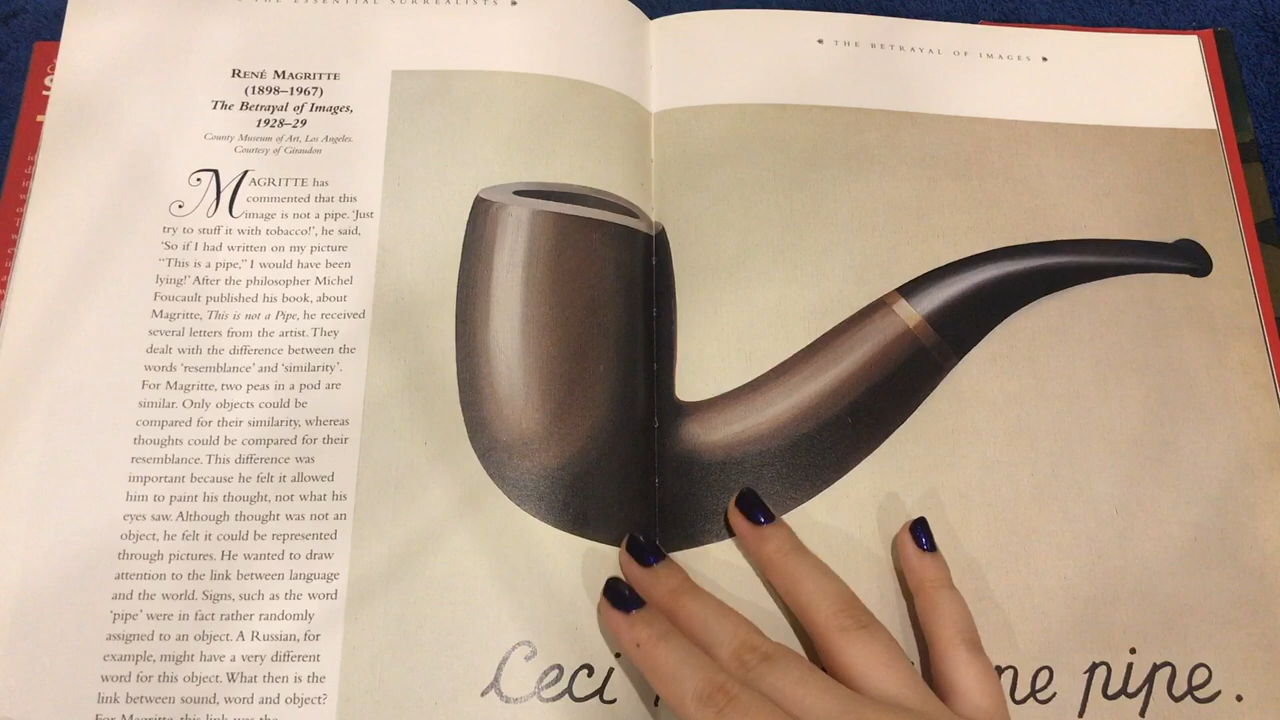 THE ESSENTIAL SURREALISTS
THE BETRAYAL OF IMAGES
RENÉ MAGRITTE
(1898–1967)
The Betrayal of Images,
1928–29
County Museum of Art, Los Angeles.
Courtesy of Giraudon
MAGRITTE has
commented that this
image is not a pipe. ‘Just
try to stuff it with tobacco!’, he said,
‘So if I had written on my picture
“This is a pipe,” I would have been
lying!’ After the philosopher Michel
Foucault published his book, about
Magritte, This is not a Pipe, he received
several letters from the artist. They
dealt with the difference between the
words ‘resemblance’ and ‘similarity’.
For Magritte, two peas in a pod are
similar. Only objects could be
compared for their similarity, whereas
thoughts could be compared for their
resemblance. This difference was
important because he felt it allowed
him to paint his thought, not what his
eyes saw. Although thought was not an
object, he felt it could be represented
through pictures. He wanted to draw
attention to the link between language
and the world. Signs, such as the word
‘pipe’ were in fact rather randomly
assigned to an object. A Russian, for
example, might have a very different
word for this object. What then is the
link between sound, word and object?
For Magritte, this link was the
Ceci ne pipe.